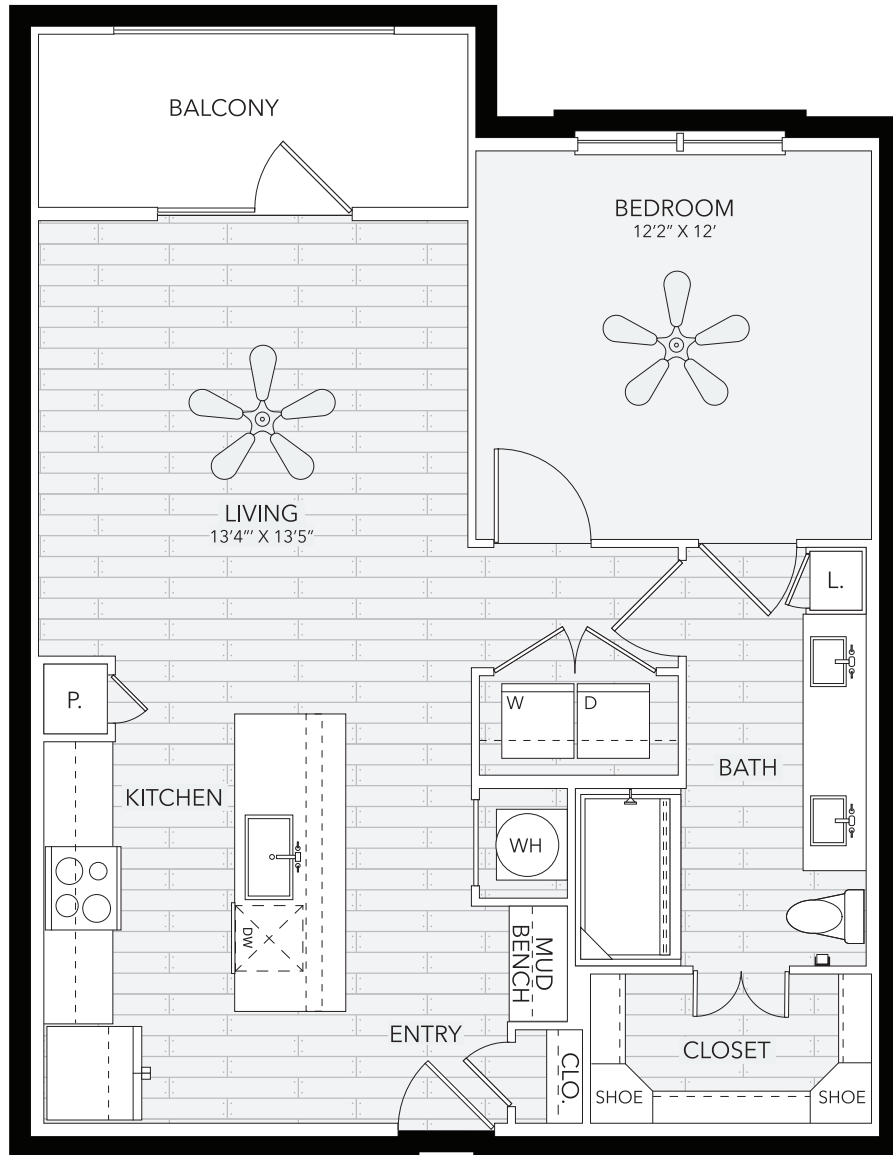 BALCONY
BEDROOM
12'2" X 12'
LIVING
13'4"' X 13'5"
L.
P.
W
D
BATH
KITCHEN
WH
DW
MUD
BENCH
ENTRY
CLO.
CLOSET
SHOE
SHOE